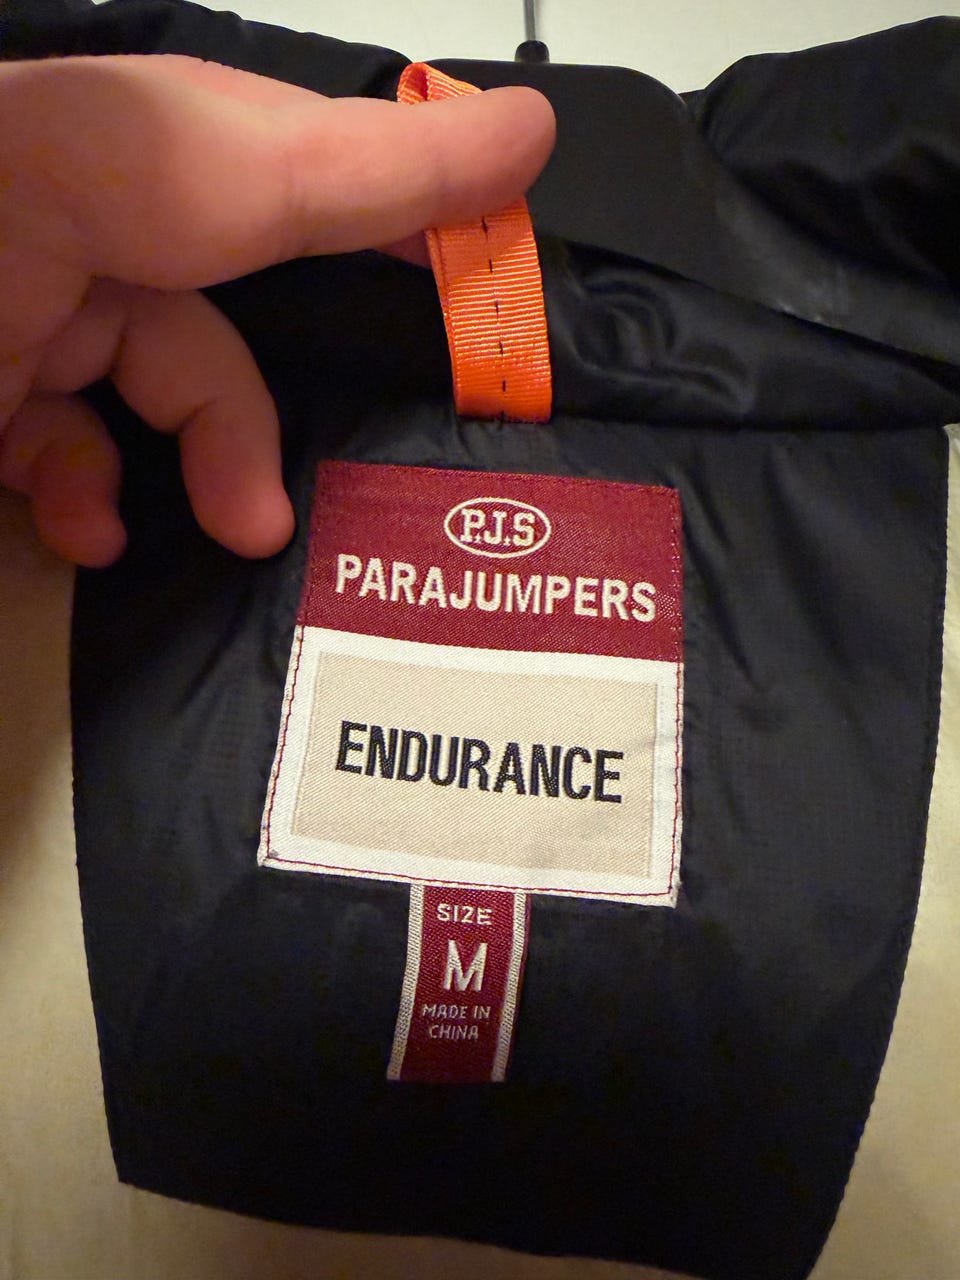 P.J.S
PARAJUMPERS
ENDURANCE
SIZE
M
MADE IN
CHINA